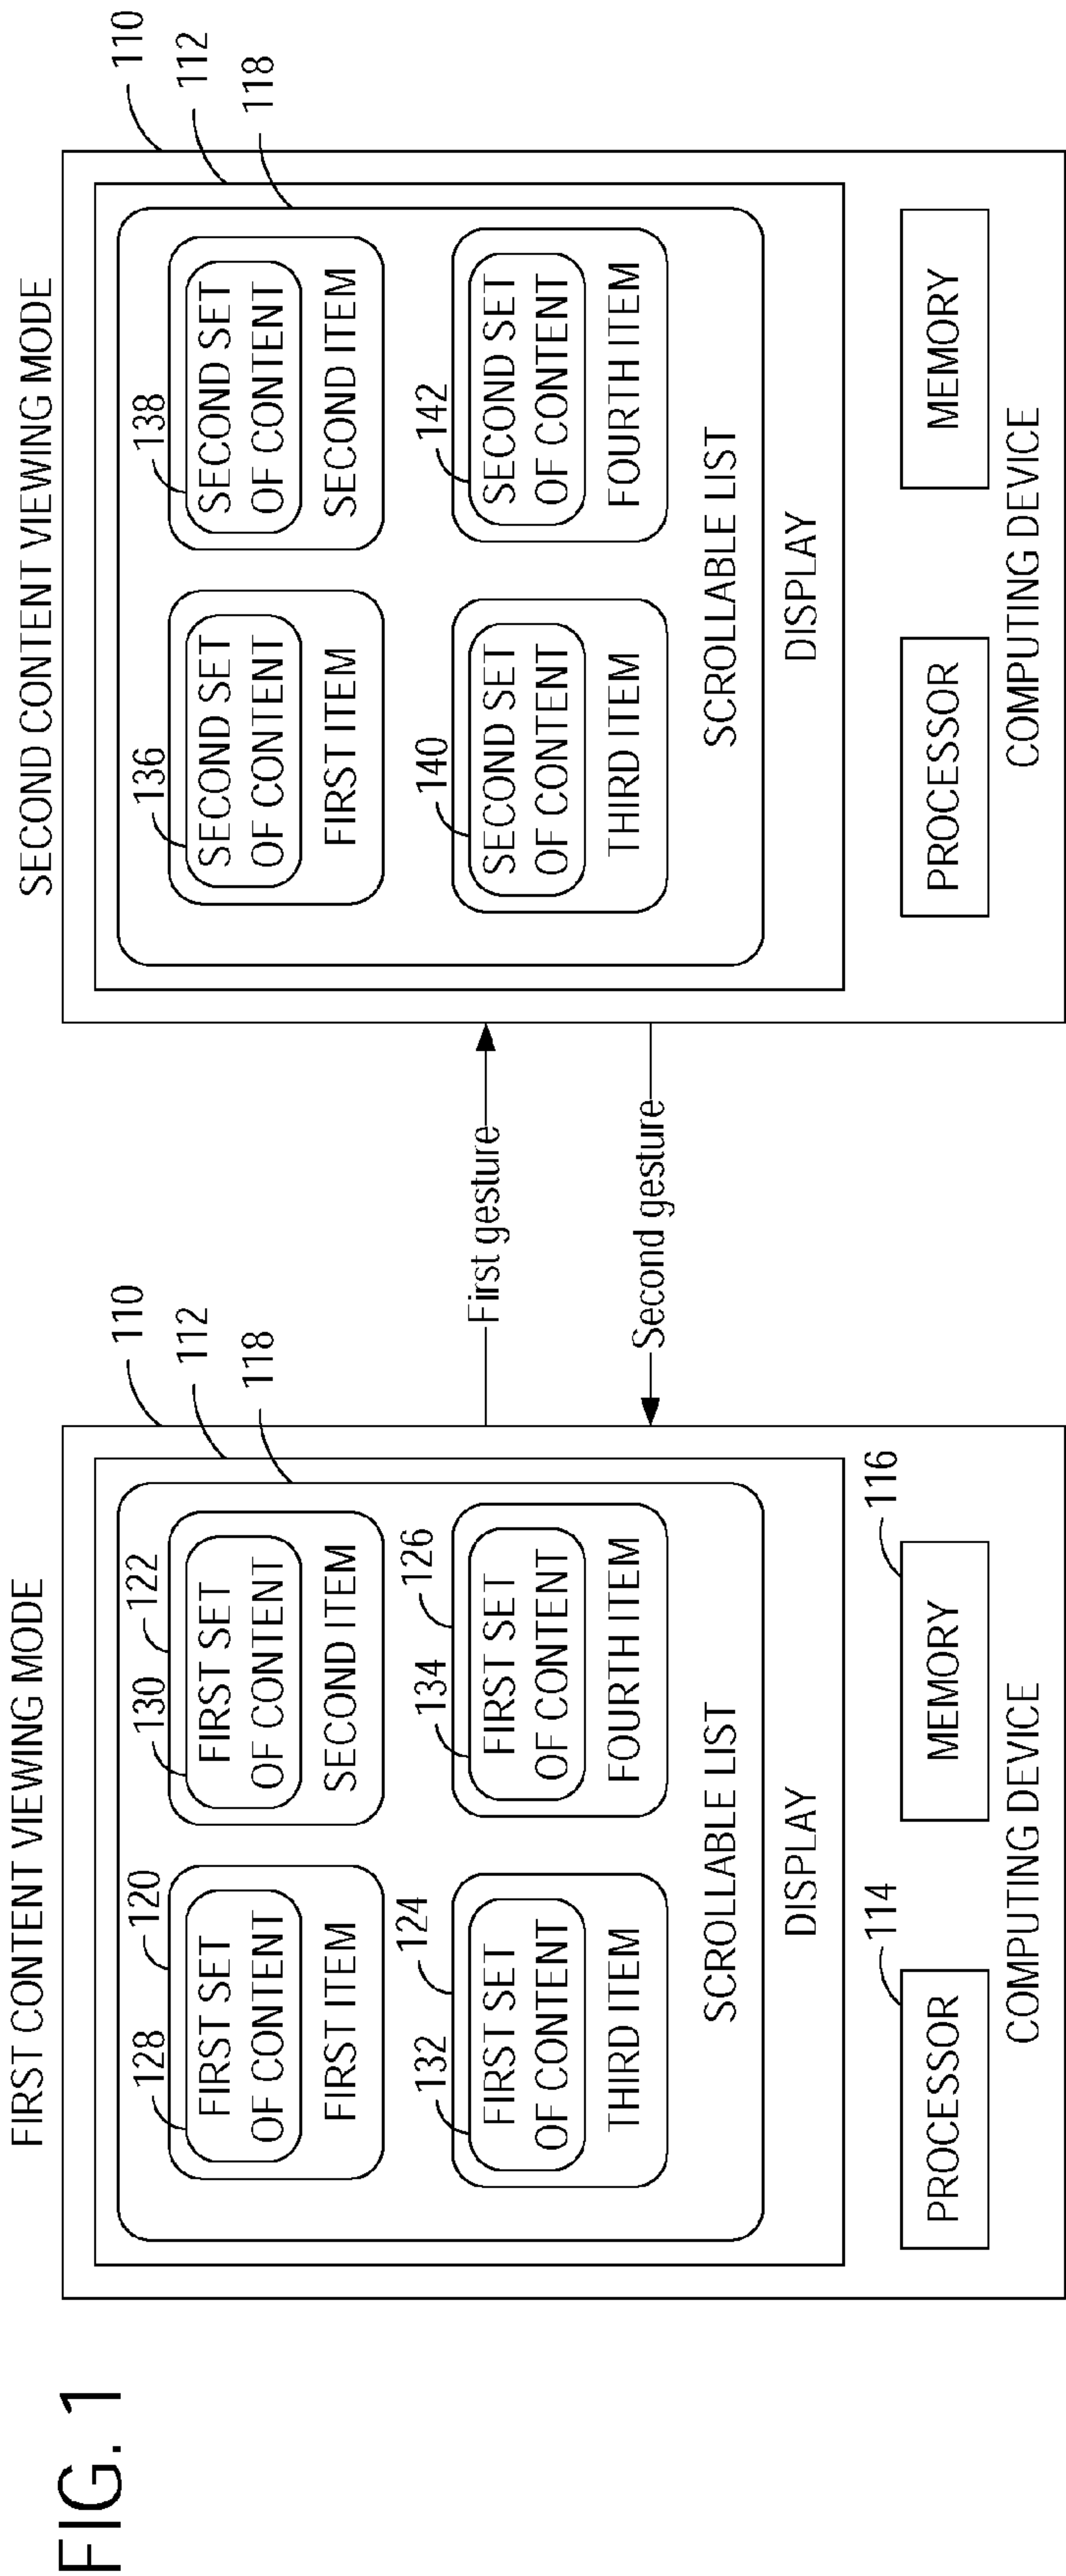 FIG. 1
FIRST CONTENT VIEWING MODE
110
112
118
128
120
FIRST SET
OF CONTENT
FIRST ITEM
130
122
FIRST SET
OF CONTENT
SECOND ITEM
132
124
FIRST SET
OF CONTENT
THIRD ITEM
134
126
FIRST SET
OF CONTENT
FOURTH ITEM
SCROLLABLE LIST
DISPLAY
114
PROCESSOR
116
MEMORY
COMPUTING DEVICE
First gesture
Second gesture
SECOND CONTENT VIEWING MODE
110
112
118
136
SECOND SET
OF CONTENT
FIRST ITEM
138
SECOND SET
OF CONTENT
SECOND ITEM
140
SECOND SET
OF CONTENT
THIRD ITEM
142
SECOND SET
OF CONTENT
FOURTH ITEM
SCROLLABLE LIST
DISPLAY
PROCESSOR
MEMORY
COMPUTING DEVICE